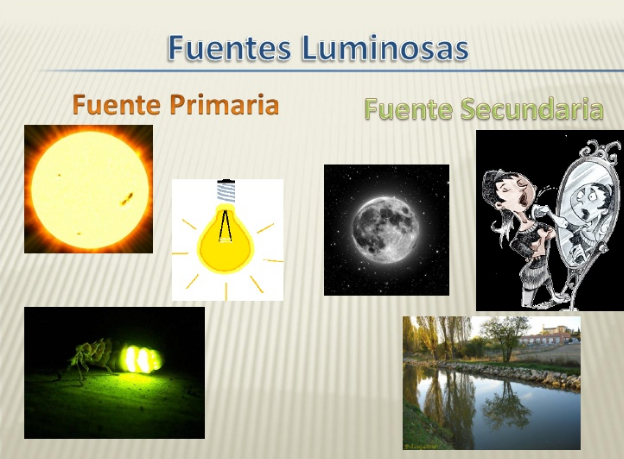 Fuentes Luminosas
Fuente Primaria
Fuente Secundaria